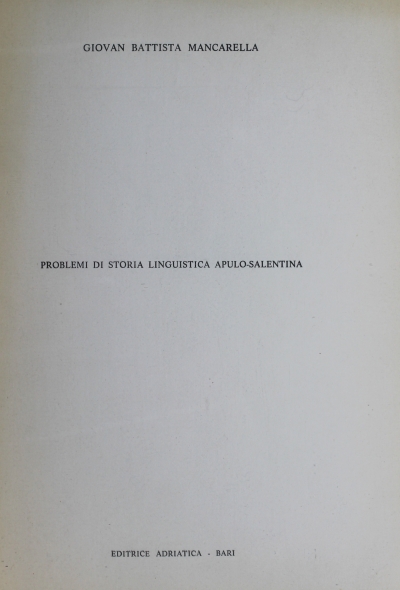 GIOVAN BATTISTA MANCARELLA
PROBLEMI DI STORIA LINGUISTICA APULO-SALENTINA
EDITRICE ADRIATICA - BARI